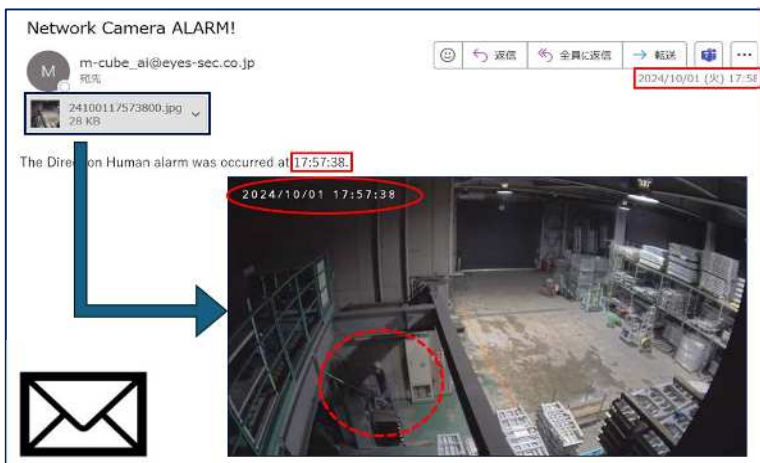 Network Camera ALARM!
M
m-cube_ai@eyes-sec.co.jp
宛先
返信
全員に返信
転送
2024/10/01 (火) 17:58
24100117573800.jpg
28 KB
The Direction Human alarm was occurred at 17:57:38.
2024/10/01 17:57:38